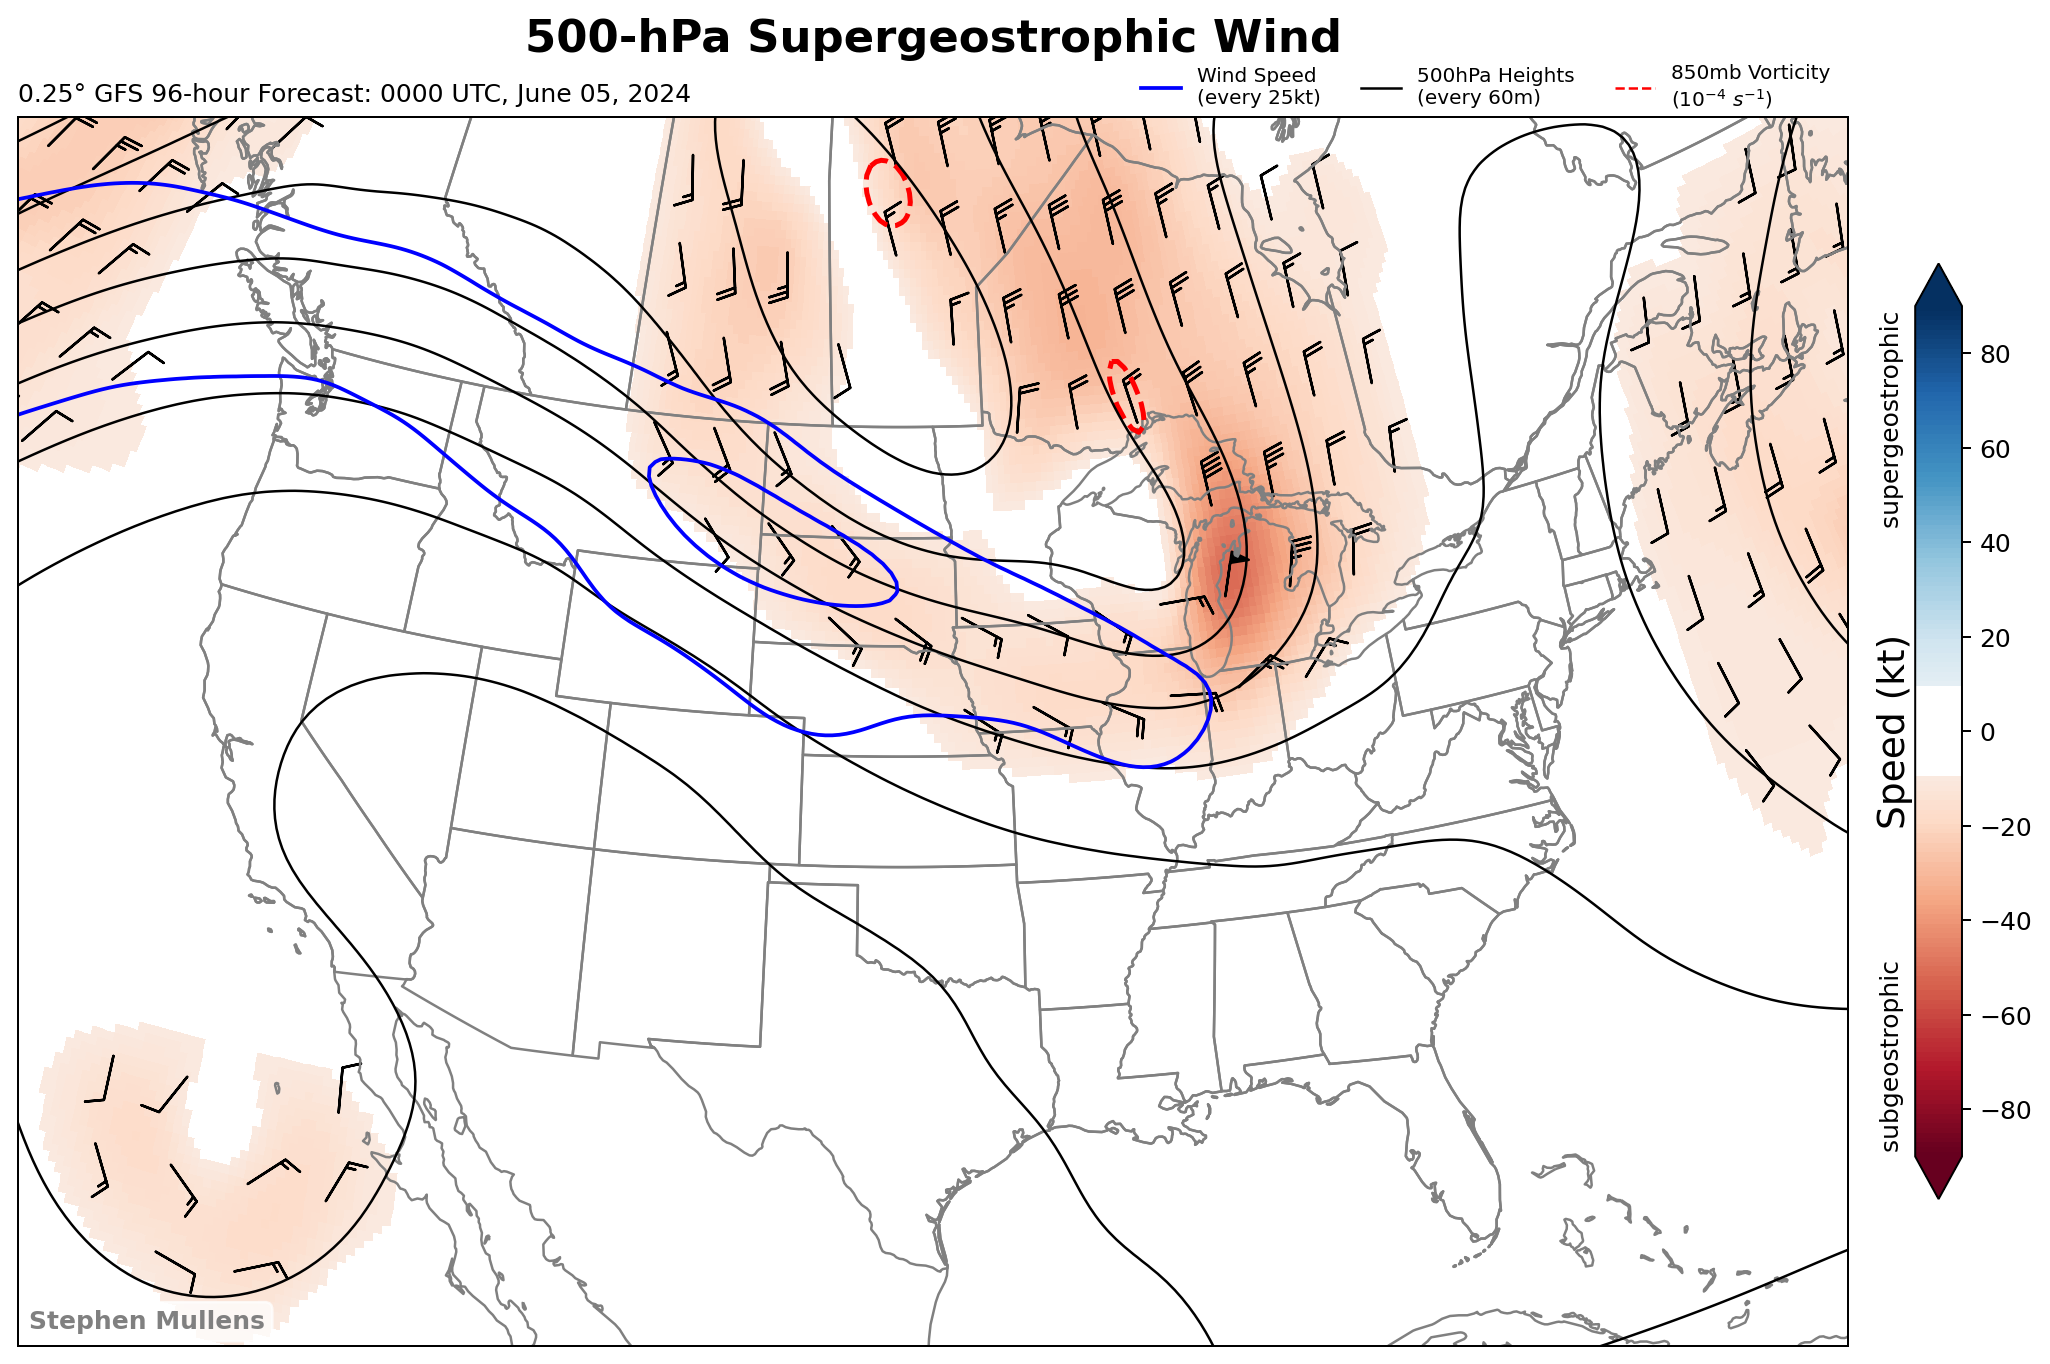 500-hPa Supergeostrophic Wind
0.25° GFS 96-hour Forecast: 0000 UTC, June 05, 2024
Wind Speed
(every 25kt)
500hPa Heights
(every 60m)
850mb Vorticity
(10⁻⁴ s⁻¹)
supergeostrophic
Speed (kt)
subgeostrophic
80
60
40
20
0
−20
−40
−60
−80
Stephen Mullens